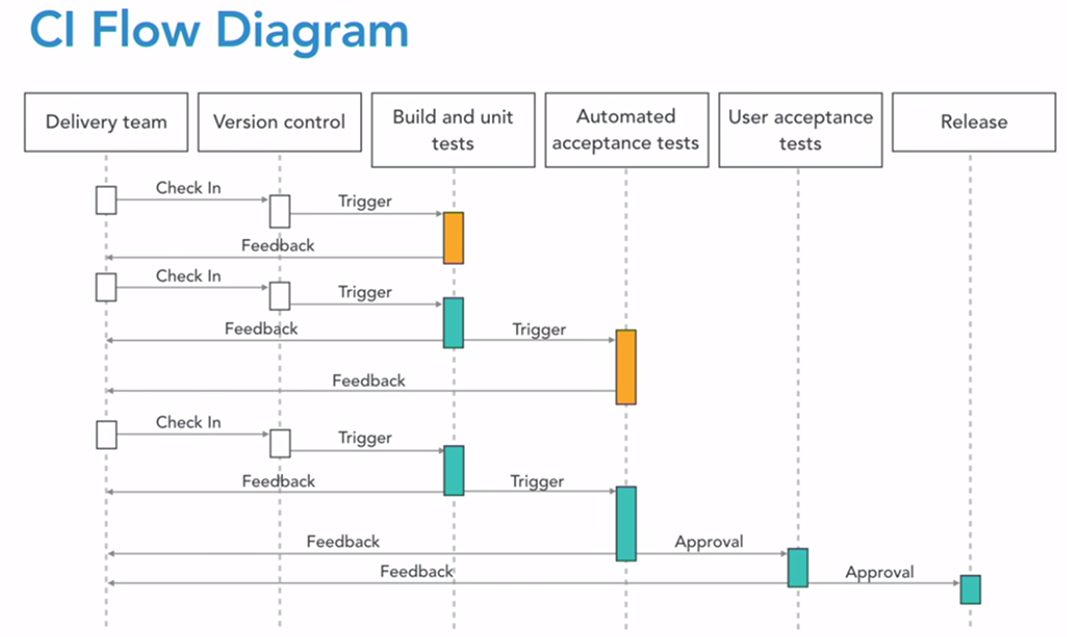 CI Flow Diagram
Delivery team
Version control
Build and unit
tests
Automated
acceptance tests
User acceptance
tests
Release
Check In
Trigger
Feedback
Check In
Trigger
Feedback
Trigger
Feedback
Check In
Trigger
Feedback
Trigger
Feedback
Approval
Feedback
Approval